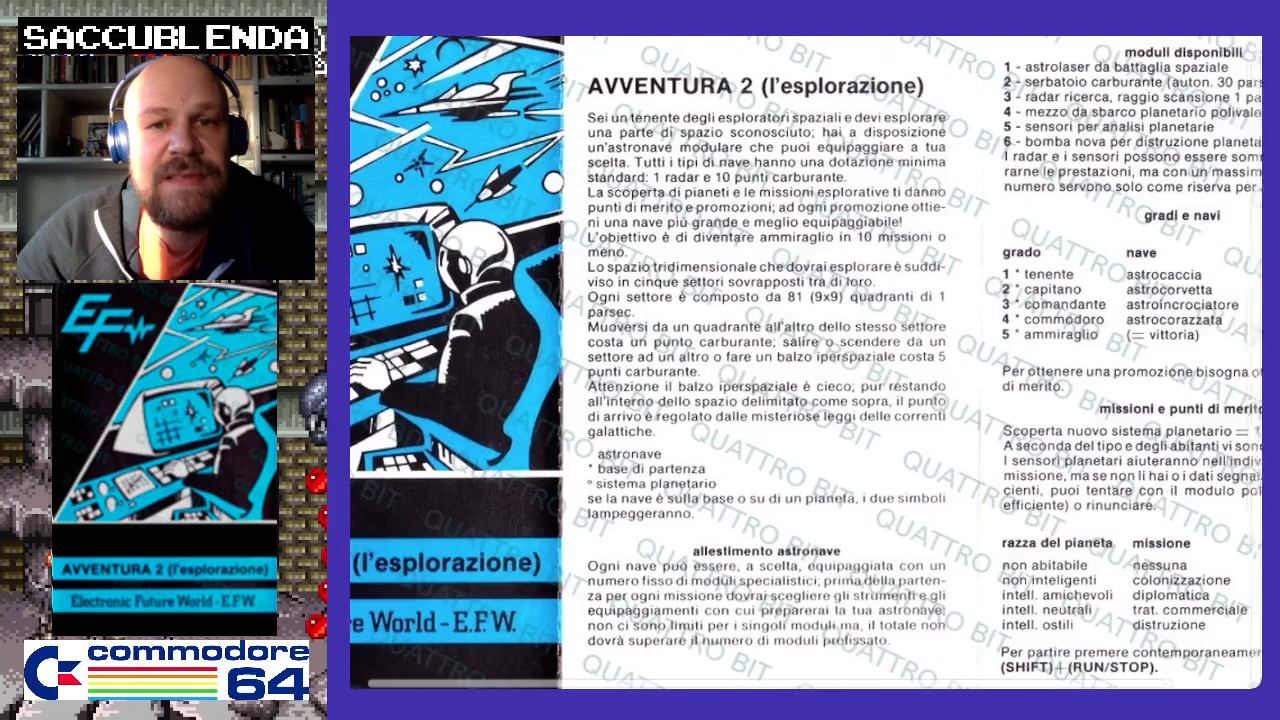 SACCUBLENDA
EF
AVVENTURA 2 (l'esplorazione)
Electronic Future World - E.F.W.
commodore
64
(l'esplorazione)
re World - E.F.W.
AVVENTURA 2 (l'esplorazione)
Sei un tenente degli esploratori spaziali e devi esplorare
una parte di spazio sconosciuto; hai a disposizione
un'astronave modulare che puoi equipaggiare a tua
scelta. Tutti i tipi di nave hanno una dotazione minima
standard: 1 radar e 10 punti carburante.
La scoperta di pianeti e le missioni esplorative ti danno
punti di merito e promozioni; ad ogni promozione ottie-
ni una nave più grande e meglio equipaggiabile!
L'obiettivo è di diventare ammiraglio in 10 missioni o
meno.
Lo spazio tridimensionale che dovrai esplorare è suddi-
viso in cinque settori sovrapposti tra di loro.
Ogni settore è composto da 81 (9x9) quadranti di 1
parsec.
Muoversi da un quadrante all'altro dello stesso settore
costa un punto carburante; salire o scendere da un
settore ad un altro o fare un balzo iperspaziale costa 5
punti carburante.
Attenzione il balzo iperspaziale è cieco; pur restando
all'interno dello spazio delimitato come sopra, il punto
di arrivo è regolato dalle misteriose leggi delle correnti
galattiche.
astronave
* base di partenza
° sistema planetario
se la nave è sulla base o su di un pianeta, i due simboli
lampeggeranno.
allestimento astronave
Ogni nave può essere, a scelta, equipaggiata con un
numero fisso di moduli specialistici; prima della parten-
za per ogni missione dovrai scegliere gli strumenti e gli
equipaggiamenti con cui preparerai la tua astronave;
non ci sono limiti per i singoli moduli ma, il totale non
dovrà superare il numero di moduli prefissato.
moduli disponibili
1 - astrolaser da battaglia spaziale
2 - serbatoio carburante (auton. 30 pars
3 - radar ricerca, raggio scansione 1 pa
4 - mezzo da sbarco planetario polivale
5 - sensori per analisi planetarie
6 - bomba nova per distruzione planeta
I radar e i sensori possono essere som
rarne le prestazioni, ma con un massim
numero servono solo come riserva per
gradi e navi
grado nave
1° tenente astrocaccia
2° capitano astrocorvetta
3° comandante astroincrociatore
4° commodoro astrocorazzata
5° ammiraglio (= vittoria)
Per ottenere una promozione bisogna ot
di merito.
missioni e punti di merito
Scoperta nuovo sistema planetario = 1
A seconda del tipo e degli abitanti vi son
I sensori planetari aiuteranno nell'indiv
missione, ma se non li hai o i dati segnal
cienti, puoi tentare con il modulo pol
efficiente) o rinunciare.
razza del pianeta missione
non abitabile nessuna
non inteligenti colonizzazione
intell. amichevoli diplomatica
intell. neutrali trat. commerciale
intell. ostili distruzione
Per partire premere contemporaneamen
(SHIFT)+(RUN/STOP).
QUATTRO BIT